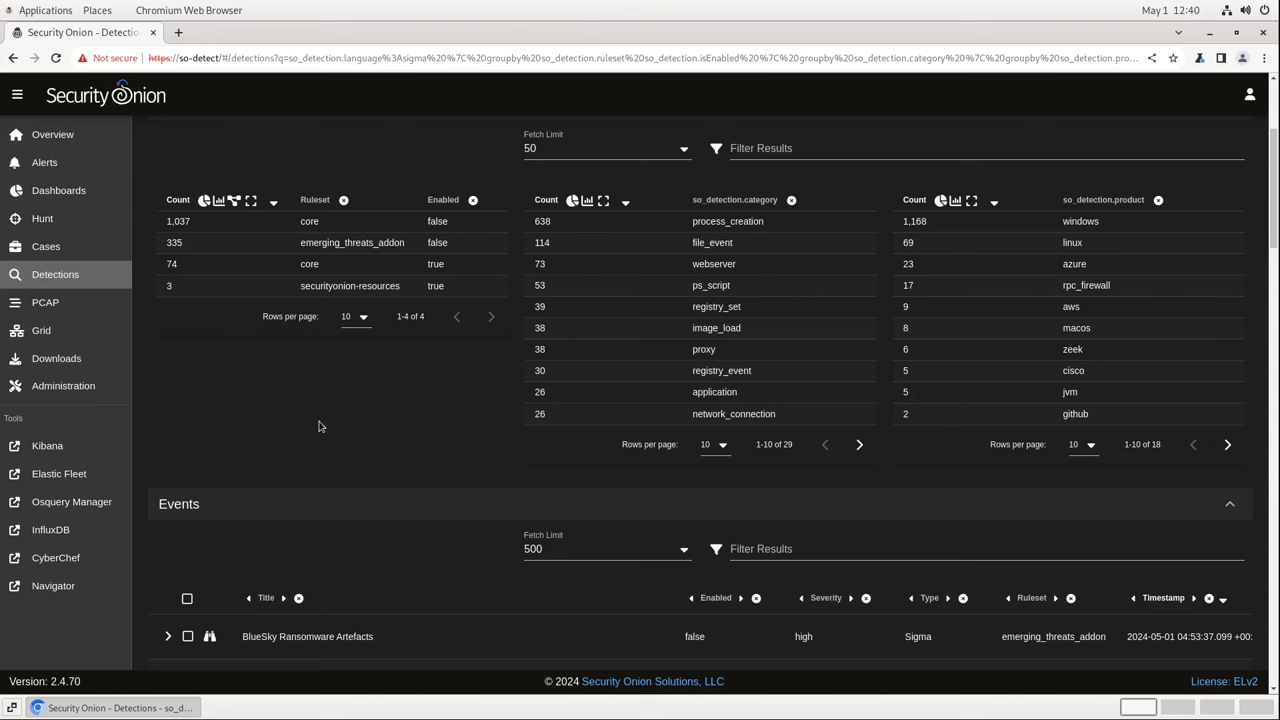 Applications Places Chromium Web Browser May 1 12:40
Security Onion - Detectio
Not secure https://so-detect/#/detections?q=so_detection.language%3Asigma%20%7C%20groupby%20so_detection.ruleset%20so_detection.isEnabled%20%7C%20groupby%20so_detection.category%20%7C%20groupby%20so_detection.pro...
Security Onion
Overview
Alerts
Dashboards
Hunt
Cases
Detections
PCAP
Grid
Downloads
Administration
Tools
Kibana
Elastic Fleet
Osquery Manager
InfluxDB
CyberChef
Navigator
Fetch Limit
50 Filter Results
Count Ruleset Enabled
1,037 core false
335 emerging_threats_addon false
74 core true
3 securityonion-resources true
Rows per page: 10 1-4 of 4
Count so_detection.category
638 process_creation
114 file_event
73 webserver
53 ps_script
39 registry_set
38 image_load
38 proxy
30 registry_event
26 application
26 network_connection
Rows per page: 10 1-10 of 29
Count so_detection.product
1,168 windows
69 linux
23 azure
17 rpc_firewall
9 aws
8 macos
6 zeek
5 cisco
5 jvm
2 github
Rows per page: 10 1-10 of 18
Events
Fetch Limit
500 Filter Results
Title Enabled Severity Type Ruleset Timestamp
BlueSky Ransomware Artefacts false high Sigma emerging_threats_addon 2024-05-01 04:53:37.099 +00:
Version: 2.4.70 © 2024 Security Onion Solutions, LLC License: ELv2
Security Onion - Detections - so_d...